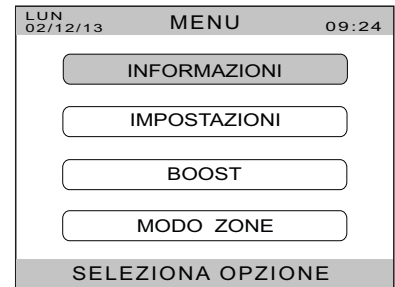 LUN
02/12/13 MENU 09:24
INFORMAZIONI
IMPOSTAZIONI
BOOST
MODO ZONE
SELEZIONA OPZIONE